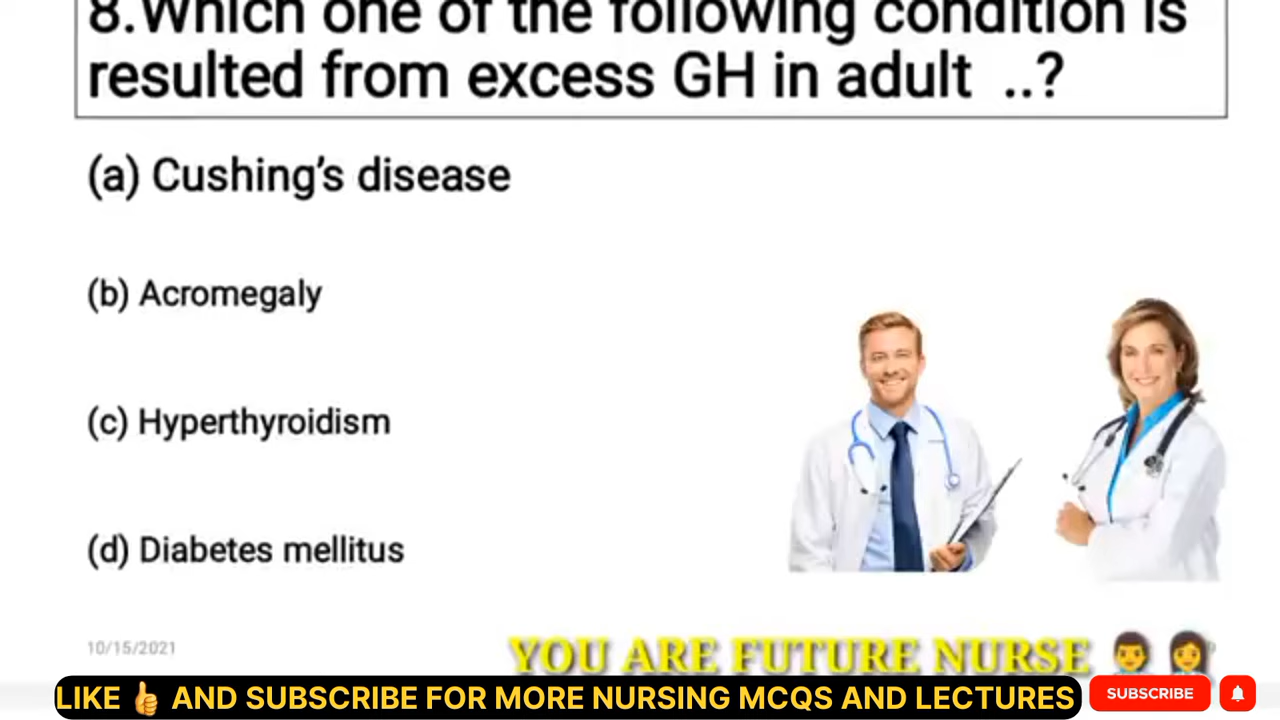 8.Which one of the following condition is
resulted from excess GH in adult ..?
(a) Cushing’s disease
(b) Acromegaly
(c) Hyperthyroidism
(d) Diabetes mellitus
10/15/2021
YOU ARE FUTURE NURSE 👨‍⚕️ 👩‍⚕️
LIKE 👍 AND SUBSCRIBE FOR MORE NURSING MCQS AND LECTURES
SUBSCRIBE